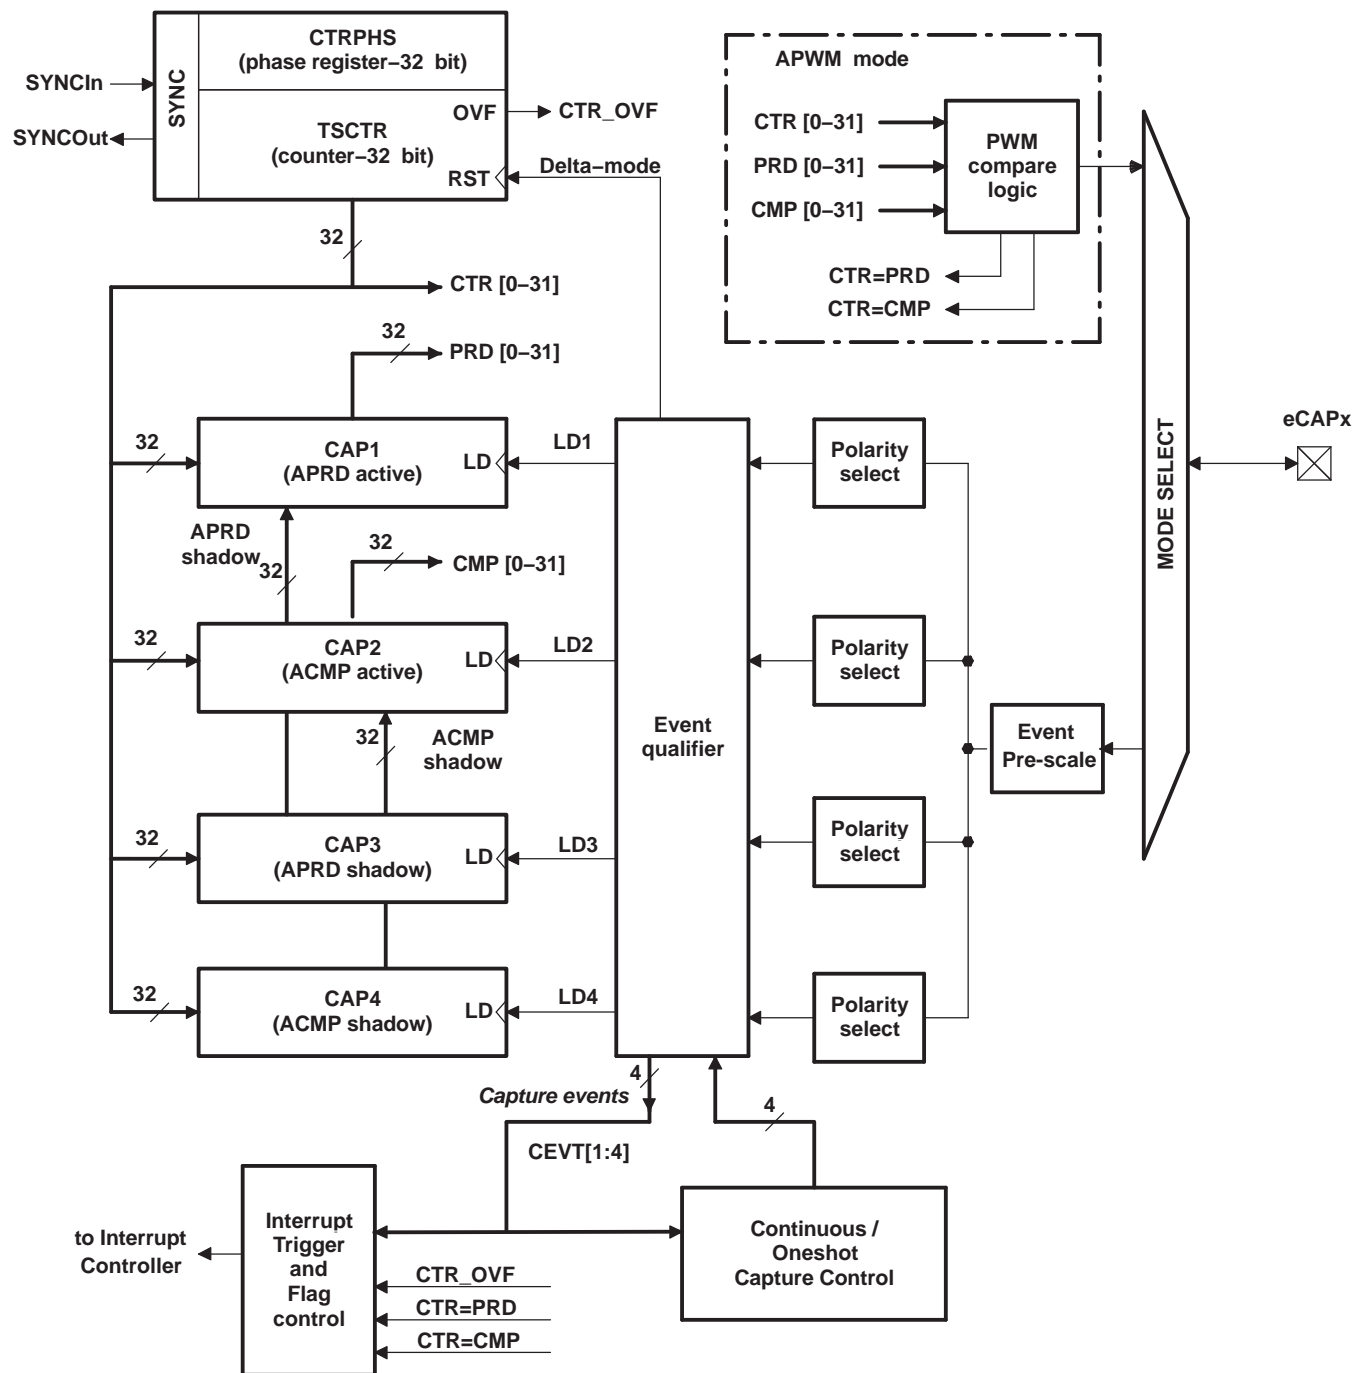 CTRPHS
(phase register−32 bit)
SYNC
SYNCIn
SYNCOut
OVF
CTR_OVF
TSCTR
(counter−32 bit)
RST
Delta−mode
APWM mode
CTR [0−31]
PRD [0−31]
CMP [0−31]
PWM
compare
logic
CTR=PRD
CTR=CMP
32
CTR [0−31]
32
PRD [0−31]
32
CAP1
(APRD active)
LD
LD1
Polarity
select
eCAPx
MODE SELECT
APRD
shadow
32
32
CMP [0−31]
32
CAP2
(ACMP active)
LD
LD2
Polarity
select
32
ACMP
shadow
Event
qualifier
Event
Pre-scale
32
CAP3
(APRD shadow)
LD
LD3
Polarity
select
32
CAP4
(ACMP shadow)
LD
LD4
Polarity
select
4
Capture events
CEVT[1:4]
4
to Interrupt
Controller
Interrupt
Trigger
and
Flag
control
CTR_OVF
CTR=PRD
CTR=CMP
Continuous /
Oneshot
Capture Control